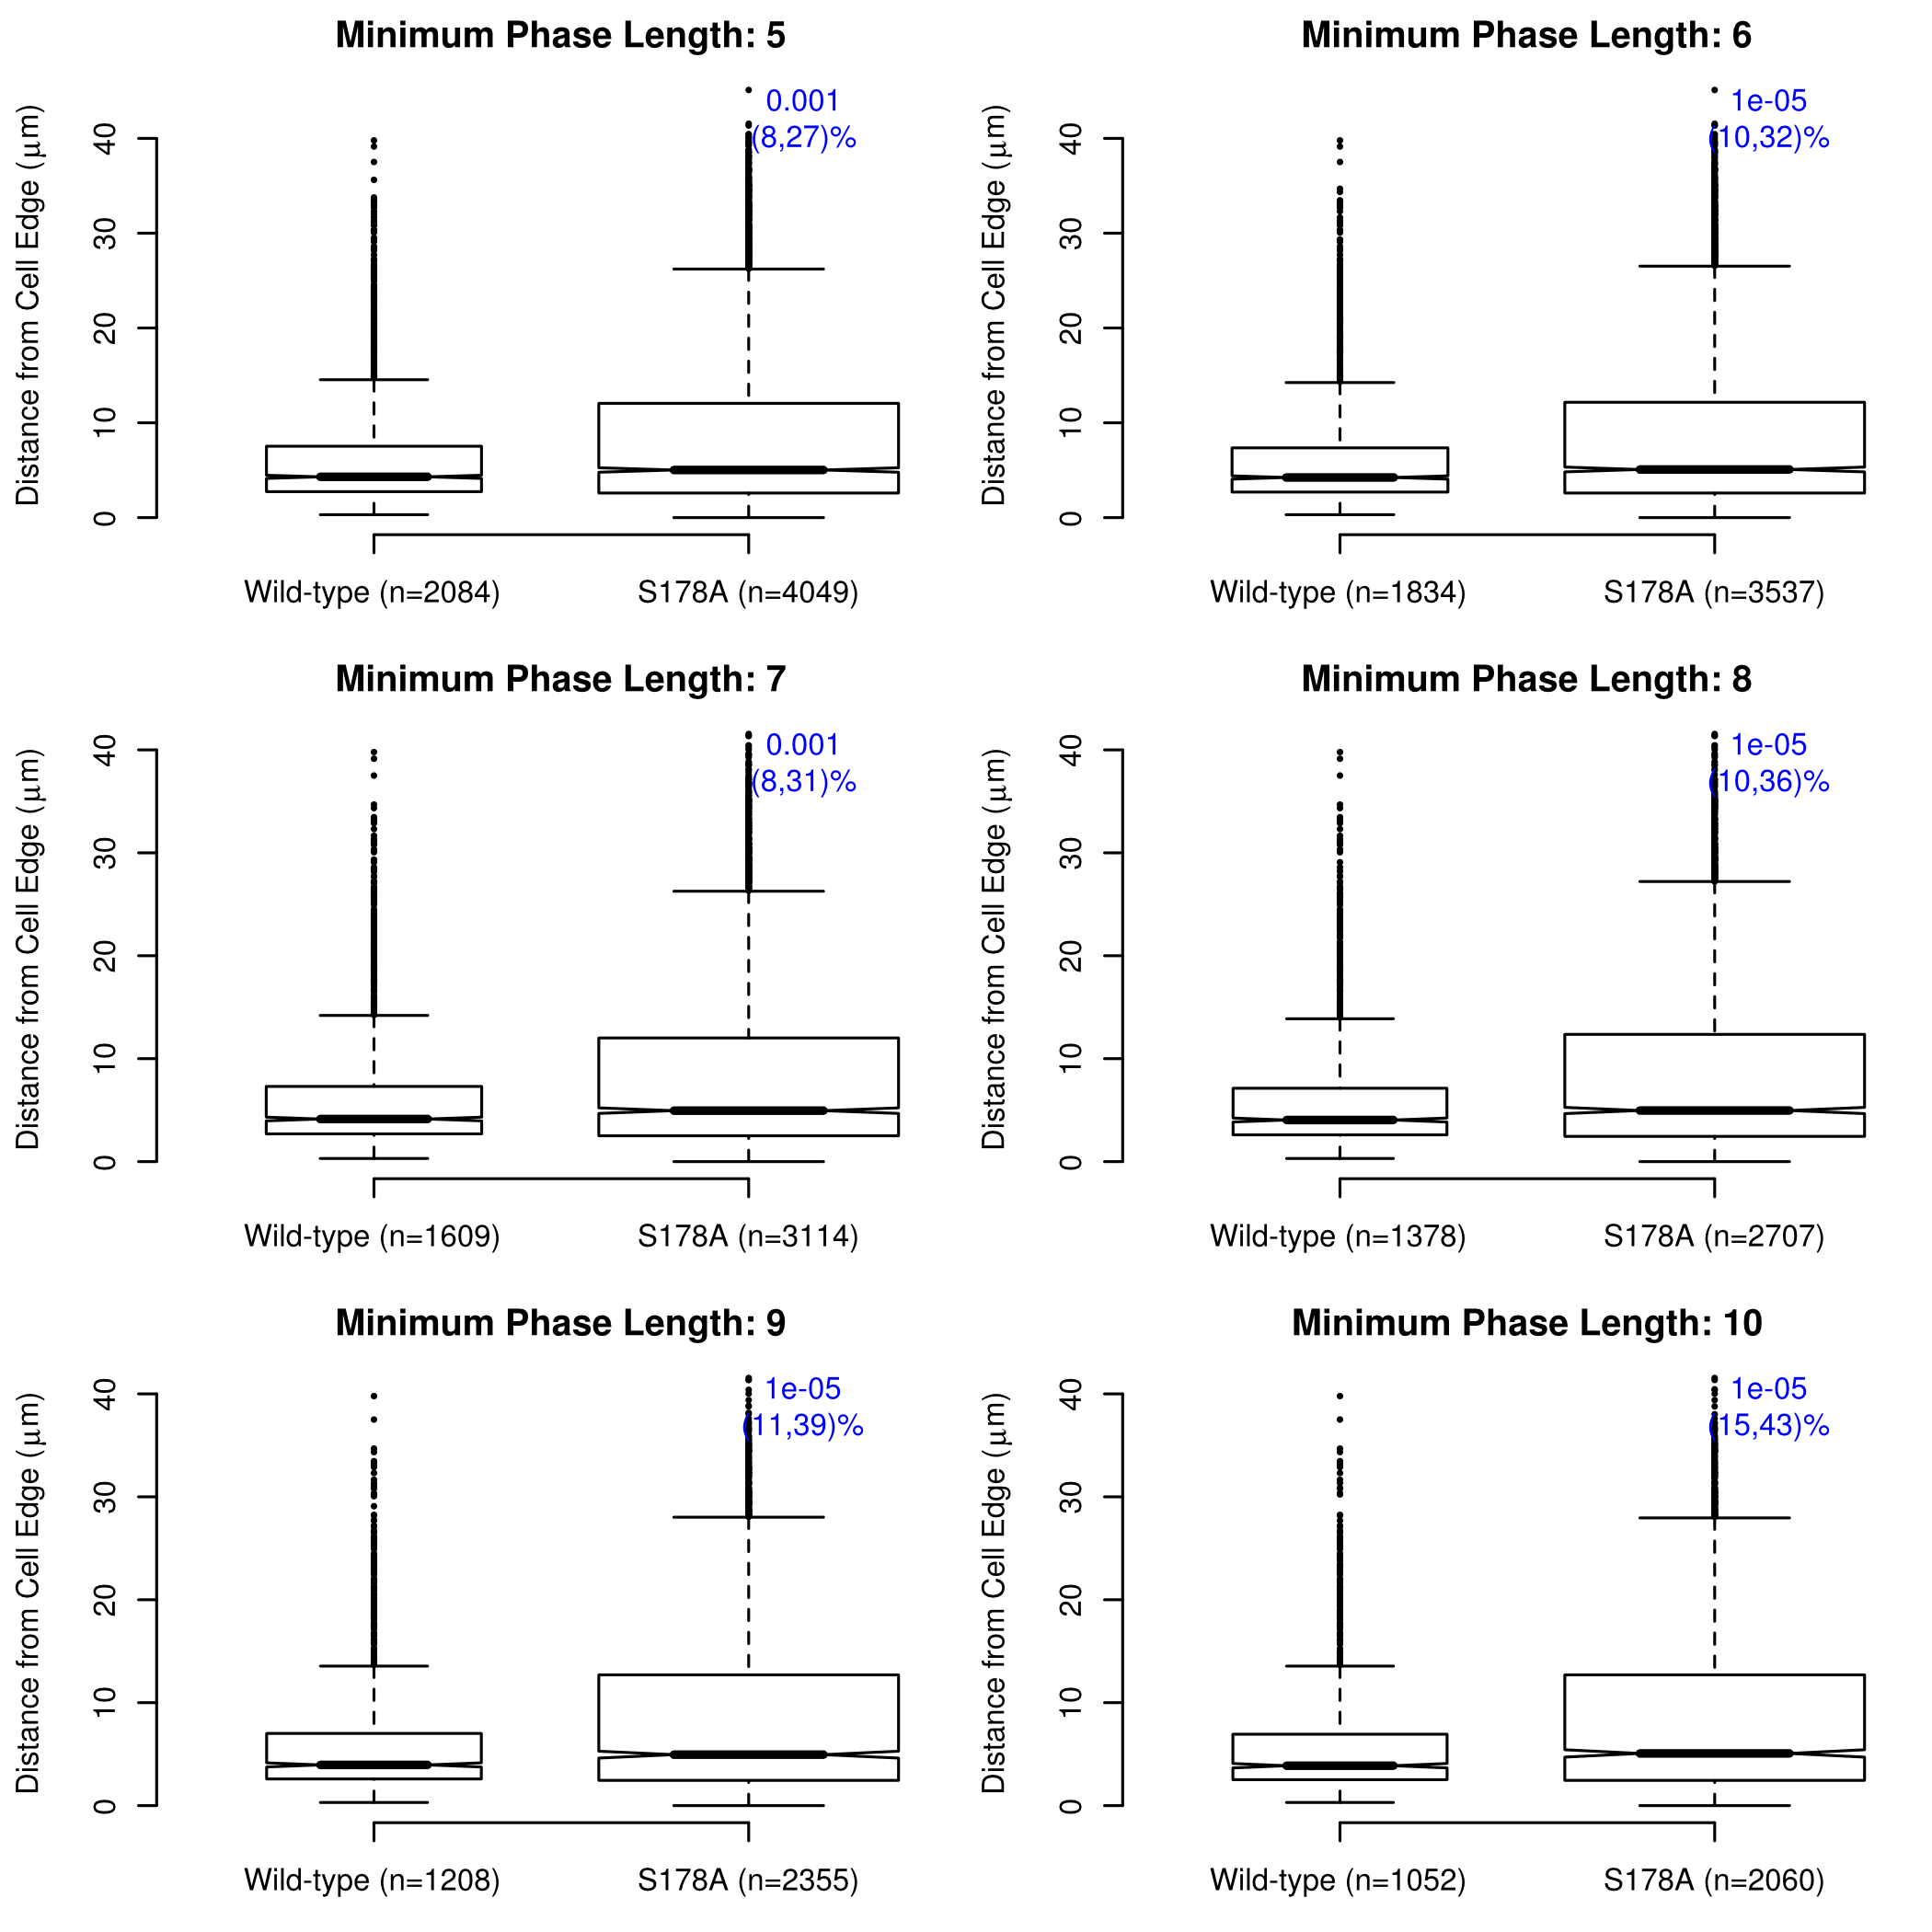 Minimum Phase Length: 5
Distance from Cell Edge (μm)
0 10 20 30 40
0.001
(8,27)%
Wild-type (n=2084) S178A (n=4049)
Minimum Phase Length: 6
Distance from Cell Edge (μm)
0 10 20 30 40
1e-05
(10,32)%
Wild-type (n=1834) S178A (n=3537)
Minimum Phase Length: 7
Distance from Cell Edge (μm)
0 10 20 30 40
0.001
(8,31)%
Wild-type (n=1609) S178A (n=3114)
Minimum Phase Length: 8
Distance from Cell Edge (μm)
0 10 20 30 40
1e-05
(10,36)%
Wild-type (n=1378) S178A (n=2707)
Minimum Phase Length: 9
Distance from Cell Edge (μm)
0 10 20 30 40
1e-05
(11,39)%
Wild-type (n=1208) S178A (n=2355)
Minimum Phase Length: 10
Distance from Cell Edge (μm)
0 10 20 30 40
1e-05
(15,43)%
Wild-type (n=1052) S178A (n=2060)